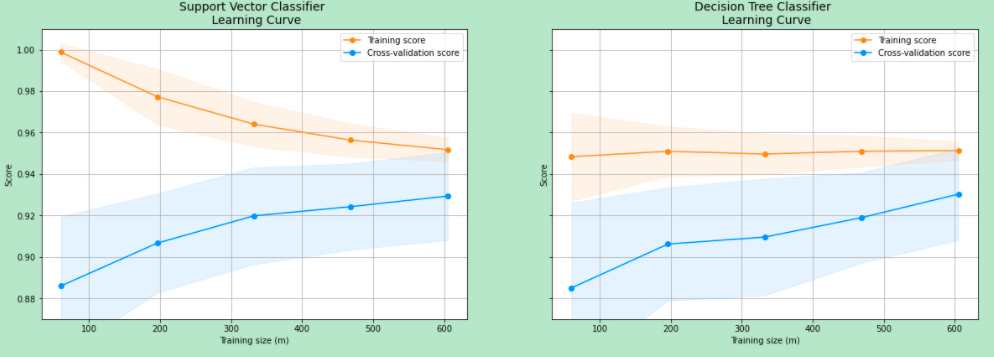 Support Vector Classifier
Learning Curve
Training score
Cross-validation score
1.00
0.98
0.96
0.94
0.92
0.90
0.88
Score
100
200
300
400
500
600
Training size (m)
Decision Tree Classifier
Learning Curve
Training score
Cross-validation score
Score
100
200
300
400
500
600
Training size (m)